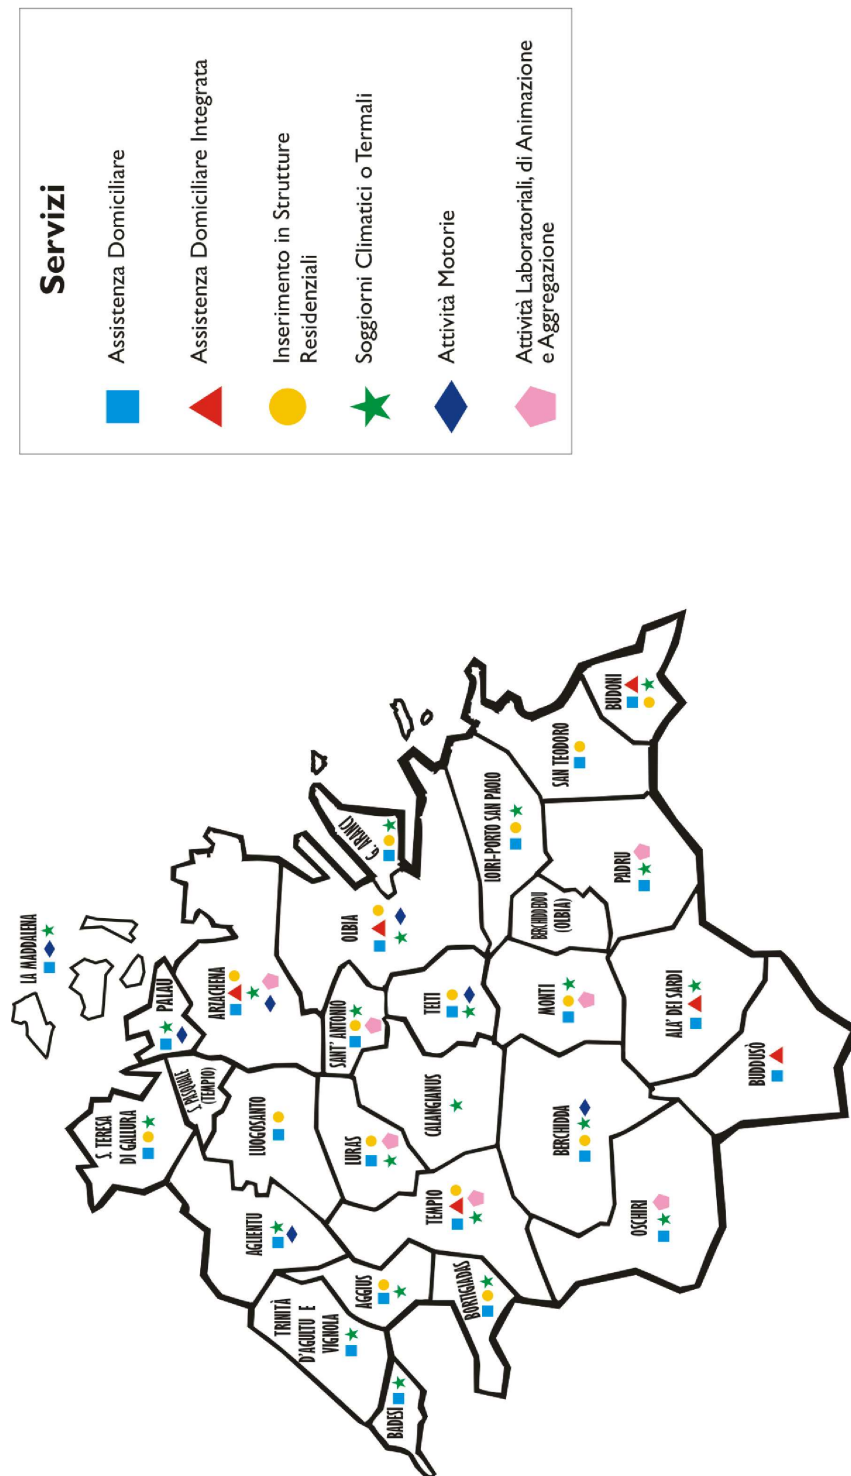 Servizi
Assistenza Domiciliare
Assistenza Domiciliare Integrata
Inserimento in Strutture
Residenziali
Soggiorni Climatici o Termali
Attività Motorie
Attività Laboratoriali, di Animazione
e Aggregazione
LA MADDALENA
PALAU
S. TERESA
DI GALLURA
S. PASQUALE
(TEMPIO)
ARZACHENA
LUOGOSANTO
AGLIENTU
TRINITÀ
D'AGULTU E
VIGNOLA
BADESI
AGGIUS
BORTIGIADAS
TEMPIO
LURAS
CALANGIANUS
SANT' ANTONIO
TELTI
OLBIA
G. ARANCI
LOIRI-PORTO SAN PAOLO
BERCHIDDEDDU
(OLBIA)
MONTI
BERCHIDDA
OSCHIRI
PADRU
SAN TEODORO
BUDONI
ALA' DEI SARDI
BUDDUSÒ